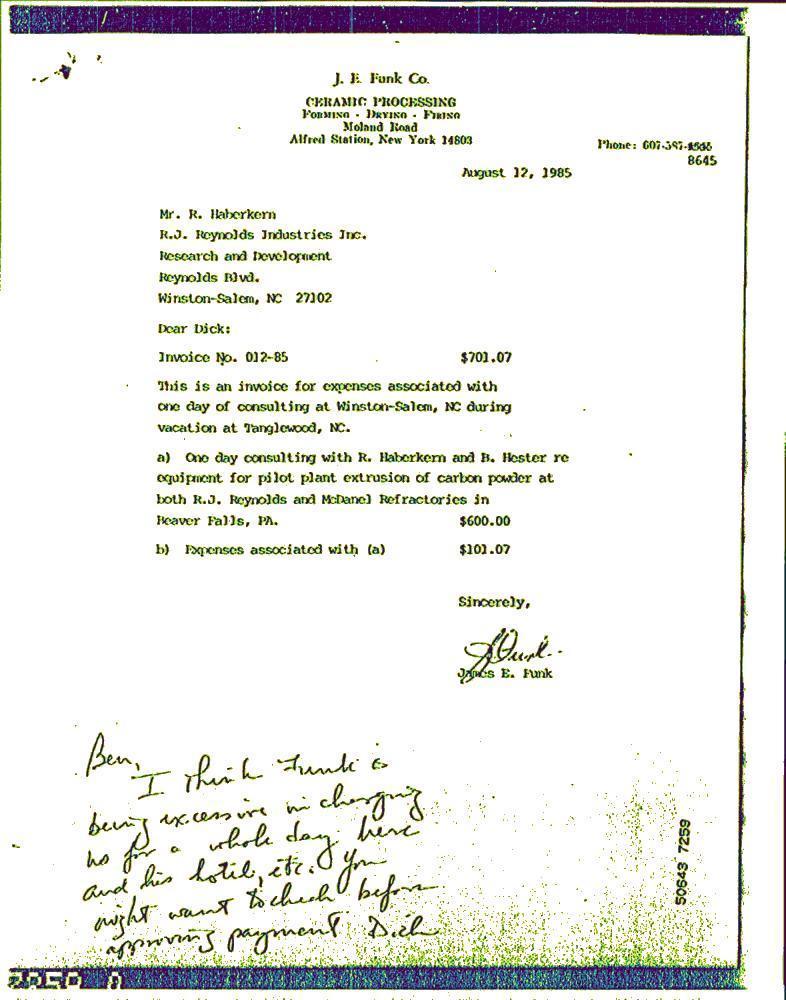 J. E. Funk Co.
CERAMIC PROCESSING
FORMING - DRYING - FIRING
Moland Road
Alfred Station, New York 14803
Phone: 607-587-
8645
August 12, 1985
Mr. R. Haberkern
R.J. Reynolds Industries Inc.
Research and Development
Reynolds Blvd.
Winston-Salem, NC 27102
Dear Dick:
Invoice No. 012-85 $701.07
This is an invoice for expenses associated with
one day of consulting at Winston-Salem, NC during
vacation at Tanglewood, NC.
a) One day consulting with R. Haberkern and B. Hester re
equipment for pilot plant extrusion of carbon powder at
both R.J. Reynolds and McDanel Refractories in
Beaver Falls, PA. $600.00
b) Expenses associated with (a) $101.07
Sincerely,
James E. Funk
Ben,
I think Funk is
being excessive in charging
us for a whole day here
and his hotel, etc. You
might want to check before
approving payment Dick
50643 7259